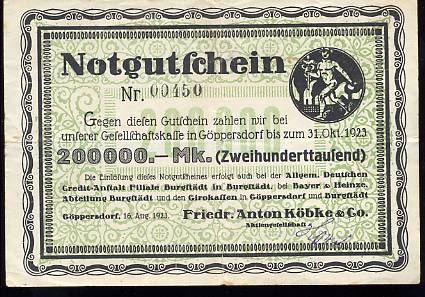 Notgutſchein
Nr. 00450
Gegen dieſen Gutſchein zahlen wir bei
unſerer Geſellſchaftskaſſe in Göppersdorf bis zum 31.Okt.1923
200000.— Mk. (Zweihunderttauſend)
Die Einlöſung dieſes Notgutſcheines erfolgt auch bei der Allgem. Deutſchen
Credit-Anſtalt Filiale Burgſtädt in Burgſtädt, bei Bayer & Heinze,
Abteilung Burgſtädt und den Girokaſſen in Göppersdorf und Burgſtädt
Göppersdorf, 16. Aug. 1923. Friedr. Anton Köbke & Co.
Aktiengeſellſchaft